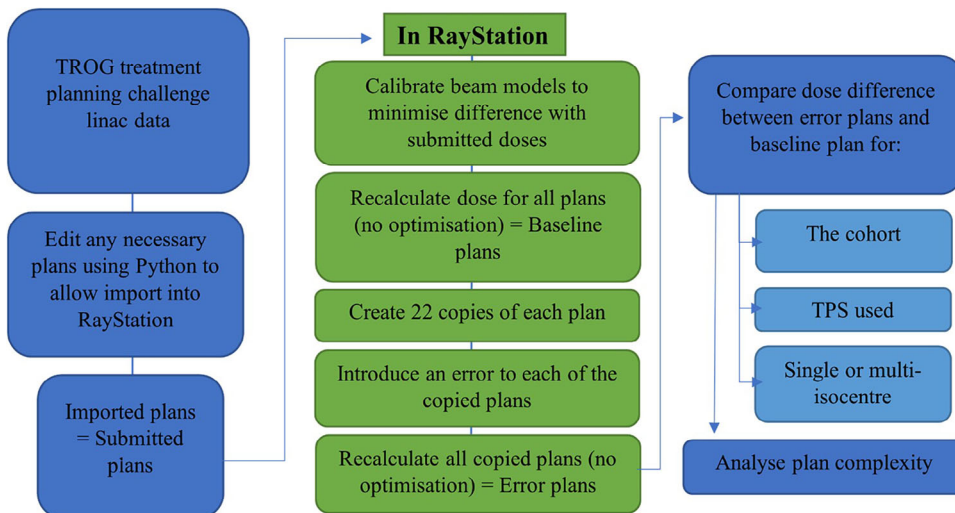 TROG treatment
planning challenge
linac data
Edit any necessary
plans using Python to
allow import into
RayStation
Imported plans
= Submitted
plans
In RayStation
Calibrate beam models to
minimise difference with
submitted doses
Recalculate dose for all plans
(no optimisation) = Baseline
plans
Create 22 copies of each plan
Introduce an error to each of the
copied plans
Recalculate all copied plans (no
optimisation) = Error plans
Compare dose difference
between error plans and
baseline plan for:
The cohort
TPS used
Single or multi-
isocentre
Analyse plan complexity